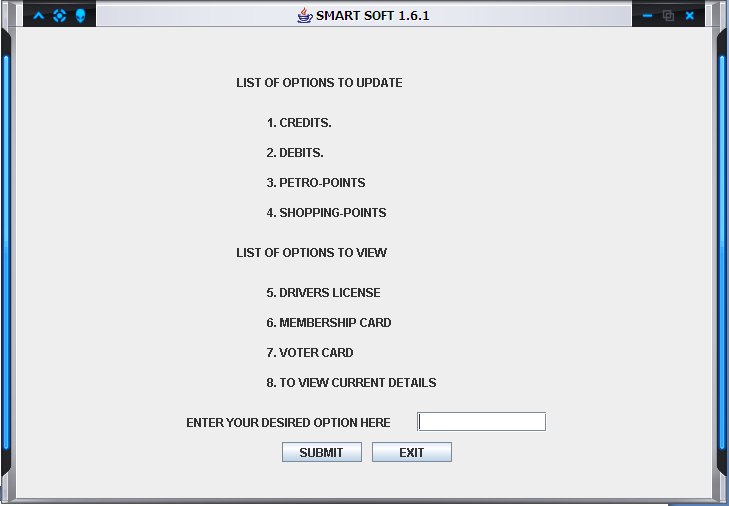 SMART SOFT 1.6.1
LIST OF OPTIONS TO UPDATE
1. CREDITS.
2. DEBITS.
3. PETRO-POINTS
4. SHOPPING-POINTS
LIST OF OPTIONS TO VIEW
5. DRIVERS LICENSE
6. MEMBERSHIP CARD
7. VOTER CARD
8. TO VIEW CURRENT DETAILS
ENTER YOUR DESIRED OPTION HERE
SUBMIT EXIT